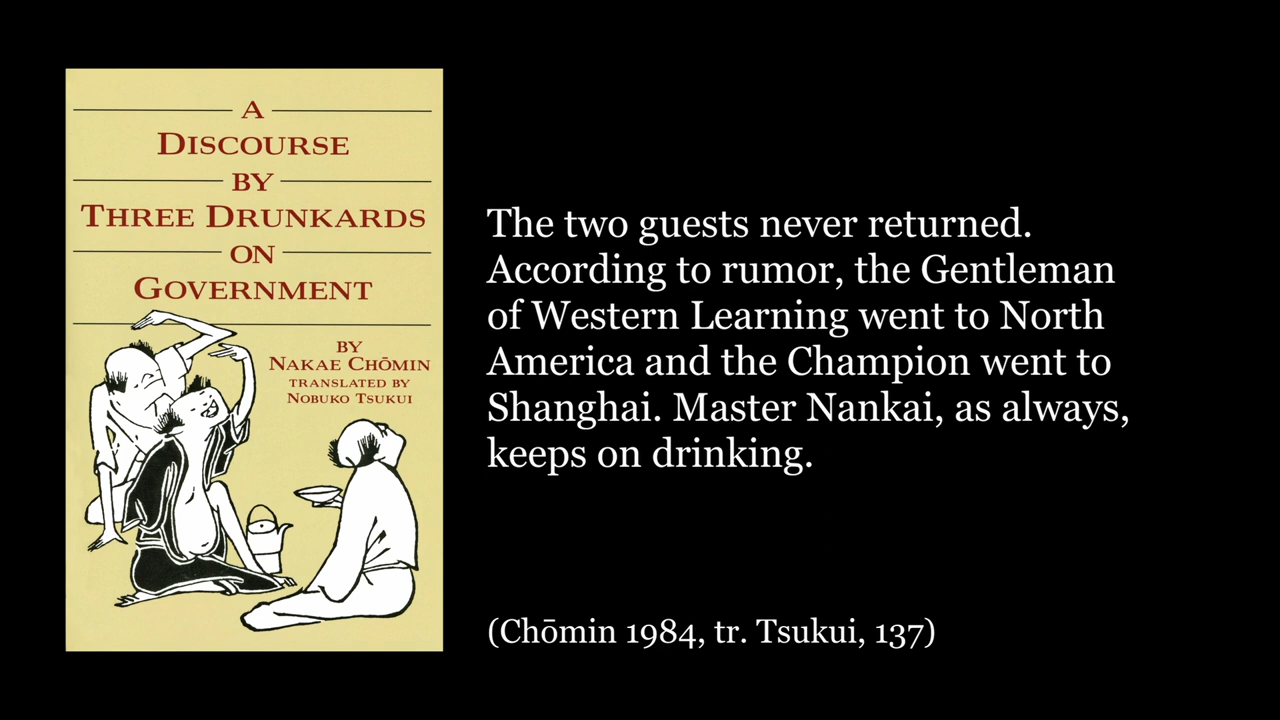 A
DISCOURSE
BY
THREE DRUNKARDS
ON
GOVERNMENT
BY
NAKAE CHŌMIN
TRANSLATED BY
NOBUKO TSUKUI
The two guests never returned.
According to rumor, the Gentleman
of Western Learning went to North
America and the Champion went to
Shanghai. Master Nankai, as always,
keeps on drinking.
(Chōmin 1984, tr. Tsukui, 137)